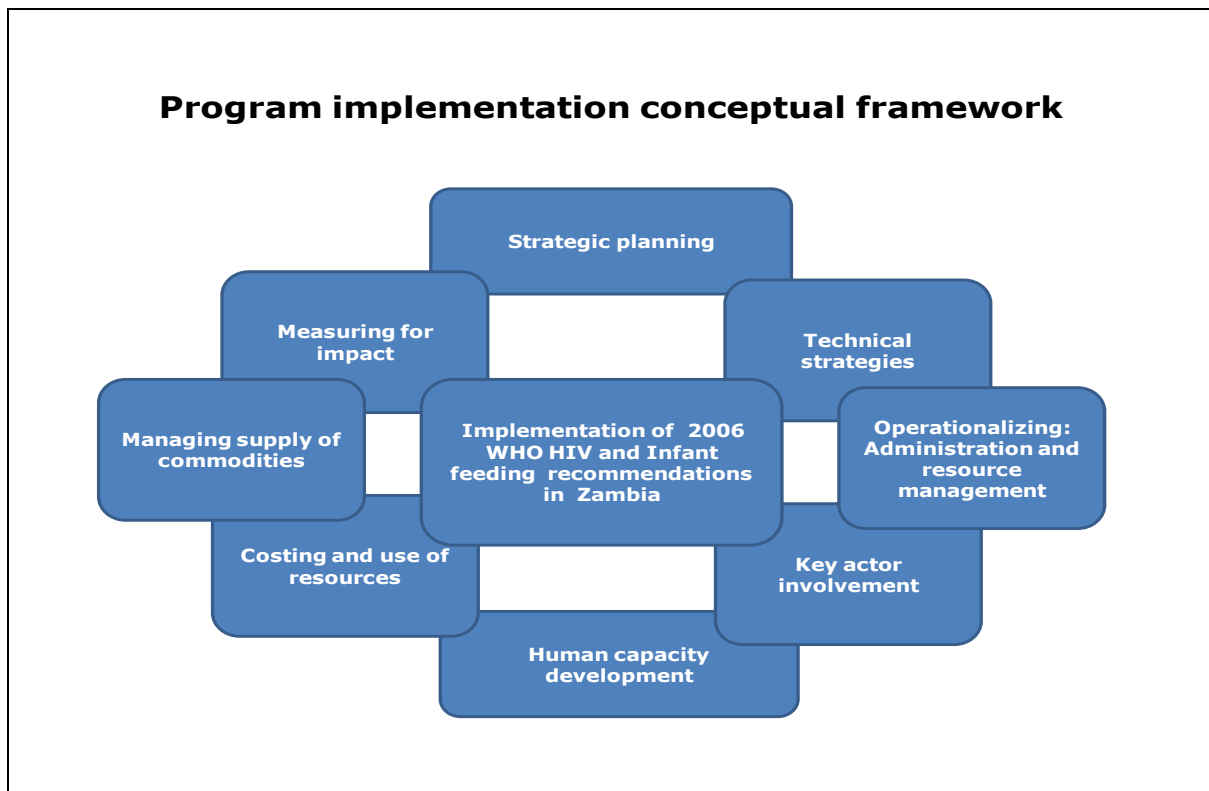 Program implementation conceptual framework
Strategic planning
Measuring for
impact
Technical
strategies
Managing supply of
commodities
Implementation of 2006
WHO HIV and Infant
feeding recommendations
in Zambia
Operationalizing:
Administration and
resource
management
Costing and use of
resources
Key actor
involvement
Human capacity
development